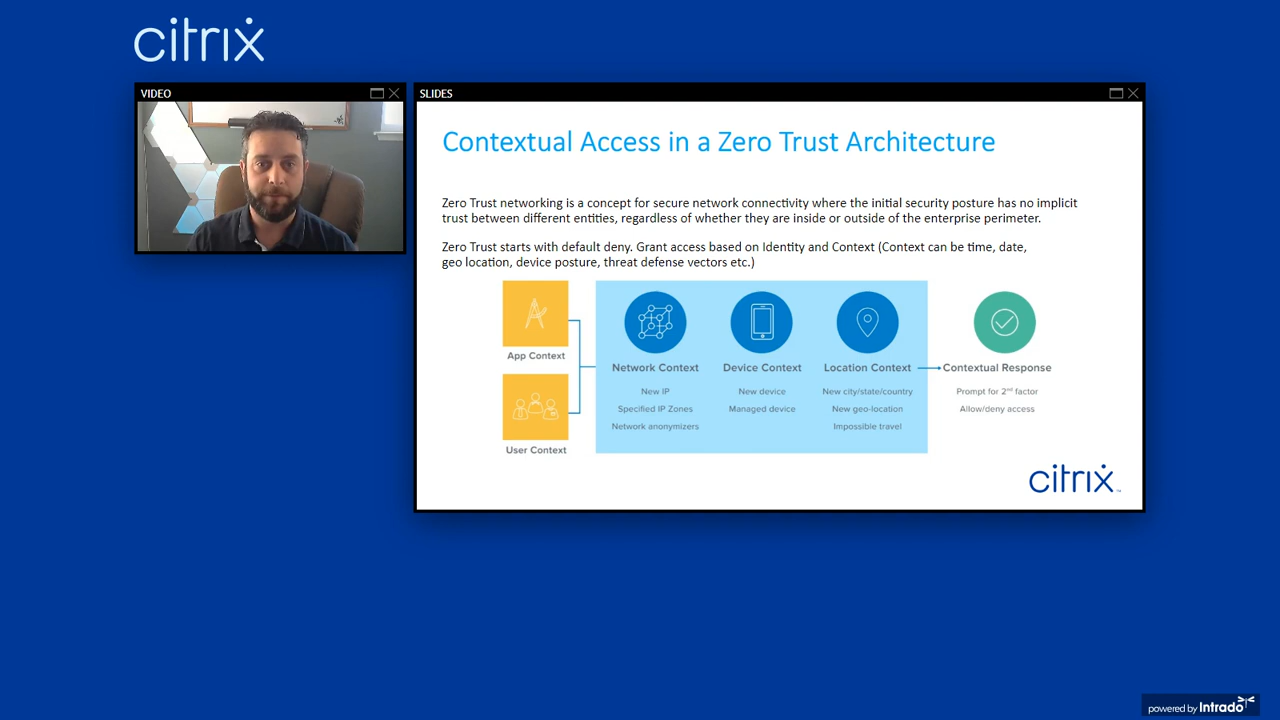 citrix
VIDEO
SLIDES
Contextual Access in a Zero Trust Architecture
Zero Trust networking is a concept for secure network connectivity where the initial security posture has no implicit
trust between different entities, regardless of whether they are inside or outside of the enterprise perimeter.
Zero Trust starts with default deny. Grant access based on Identity and Context (Context can be time, date,
geo location, device posture, threat defense vectors etc.)
App Context
User Context
Network Context
New IP
Specified IP Zones
Network anonymizers
Device Context
New device
Managed device
Location Context
New city/state/country
New geo-location
Impossible travel
Contextual Response
Prompt for 2nd factor
Allow/deny access
citrix™
powered by Intrado